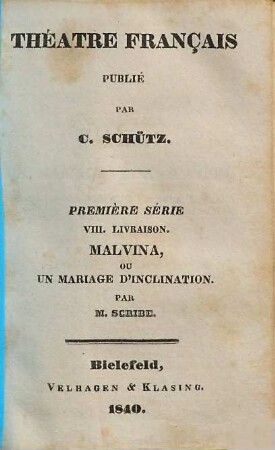 THÉATRE FRANÇAIS
PUBLIÉ
PAR
C. SCHÜTZ.
PREMIÈRE SÉRIE
VIII. LIVRAISON.
MALVINA,
OU
UN MARIAGE D'INCLINATION.
PAR
M. SCRIBE.
Bielefeld,
VELHAGEN & KLASING.
1840.